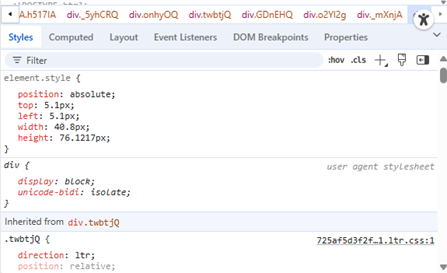 A.h517IA div._5yhCRQ div.onhyOQ div.twbtjQ div.GDnEHQ div.o2YI2g div._mXnjA
Styles Computed Layout Event Listeners DOM Breakpoints Properties
Filter :hov .cls
element.style {
position: absolute;
top: 5.1px;
left: 5.1px;
width: 40.8px;
height: 76.1217px;
}
div { user agent stylesheet
display: block;
unicode-bidi: isolate;
}
Inherited from div.twbtjQ
.twbtjQ { 725af5d3f2f…1.ltr.css:1
direction: ltr;
position: relative;